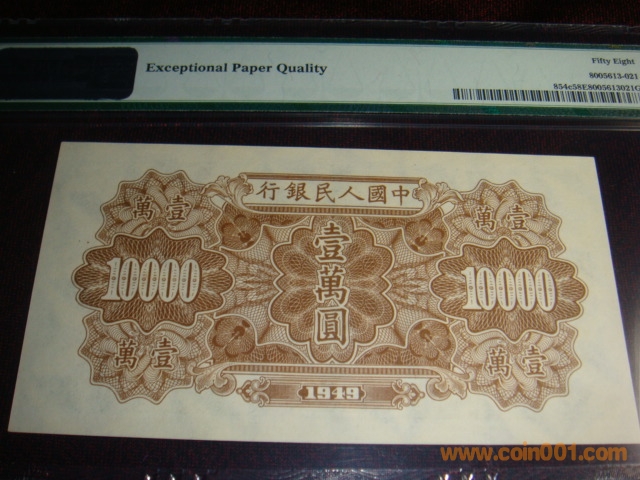 Exceptional Paper Quality
Fifty Eight
8005613-021
854c58E8005613021G
行銀民人國中
萬壹
萬壹
壹萬圓
10000
10000
萬壹
萬壹
1949
www.coin001.com